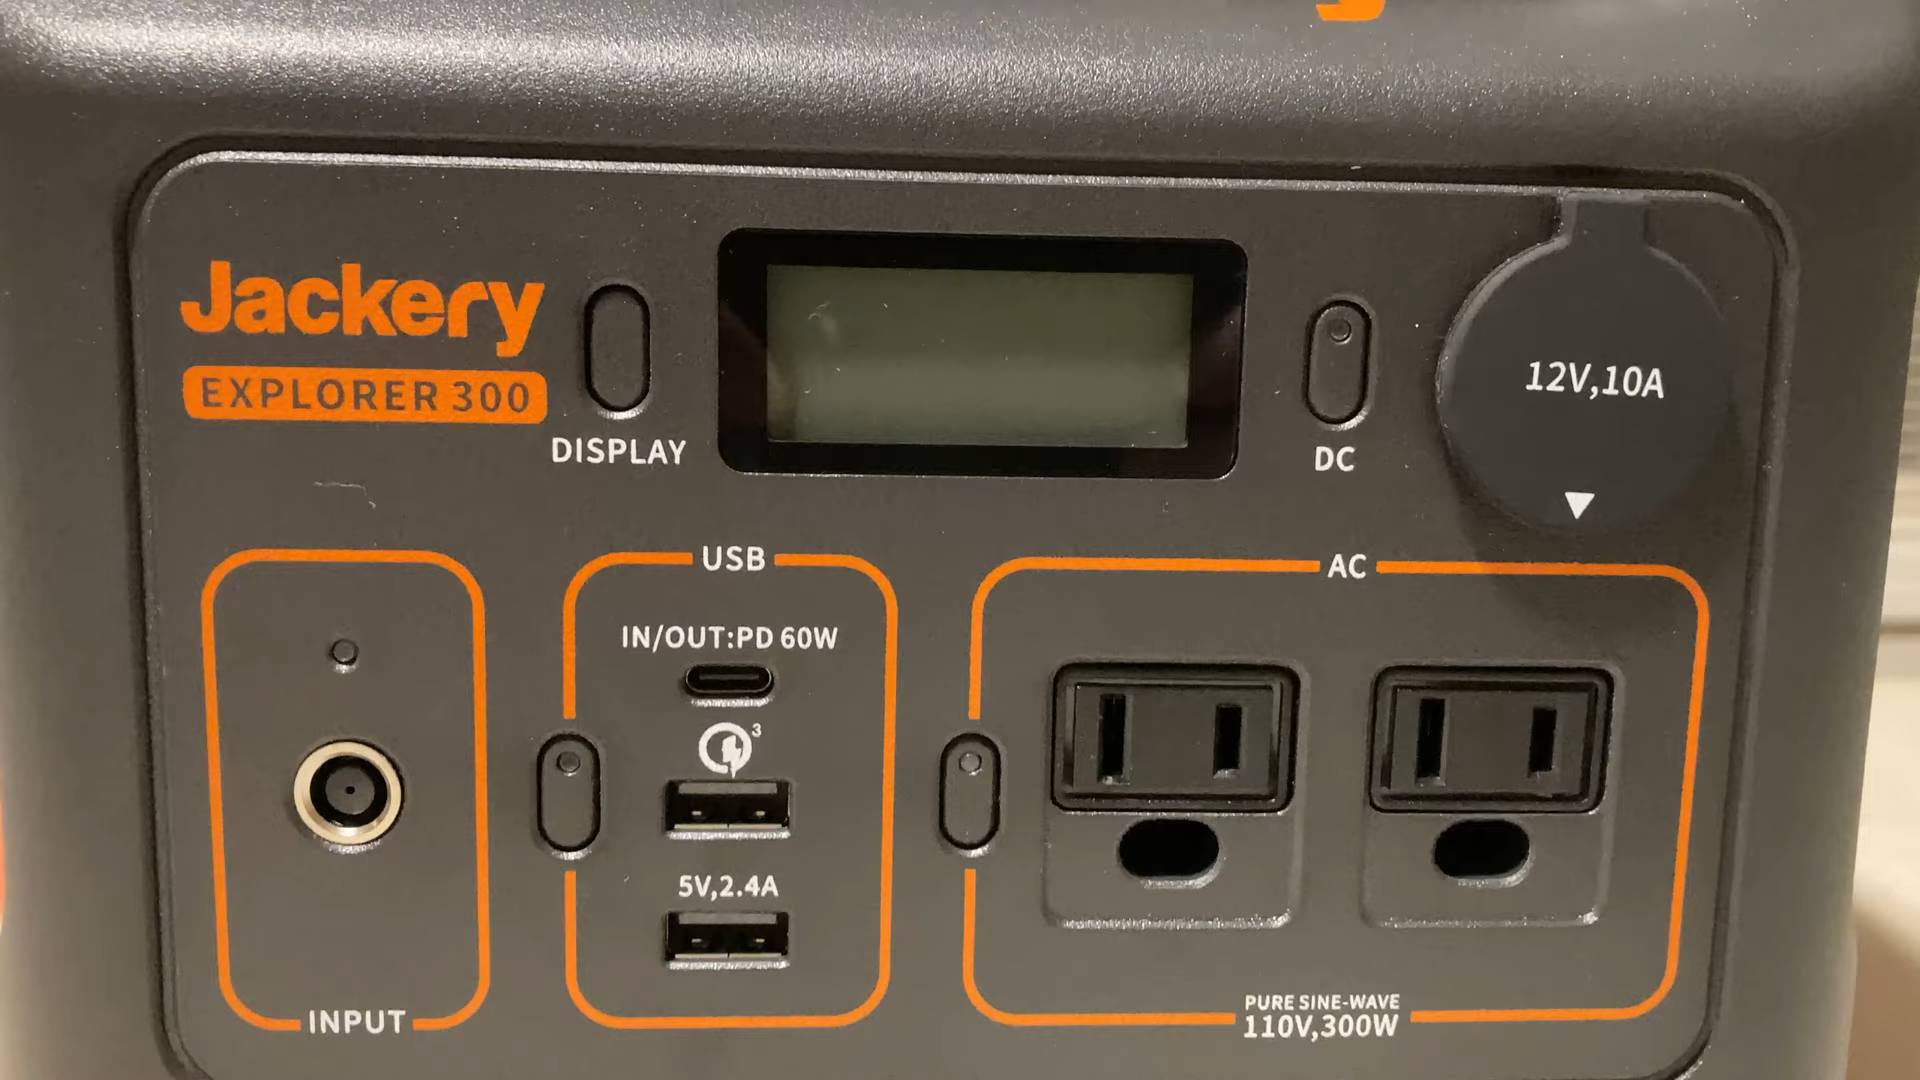 Jackery
EXPLORER 300
DISPLAY
DC
12V,10A
USB
AC
IN/OUT:PD 60W
3
5V,2.4A
INPUT
PURE SINE-WAVE
110V,300W